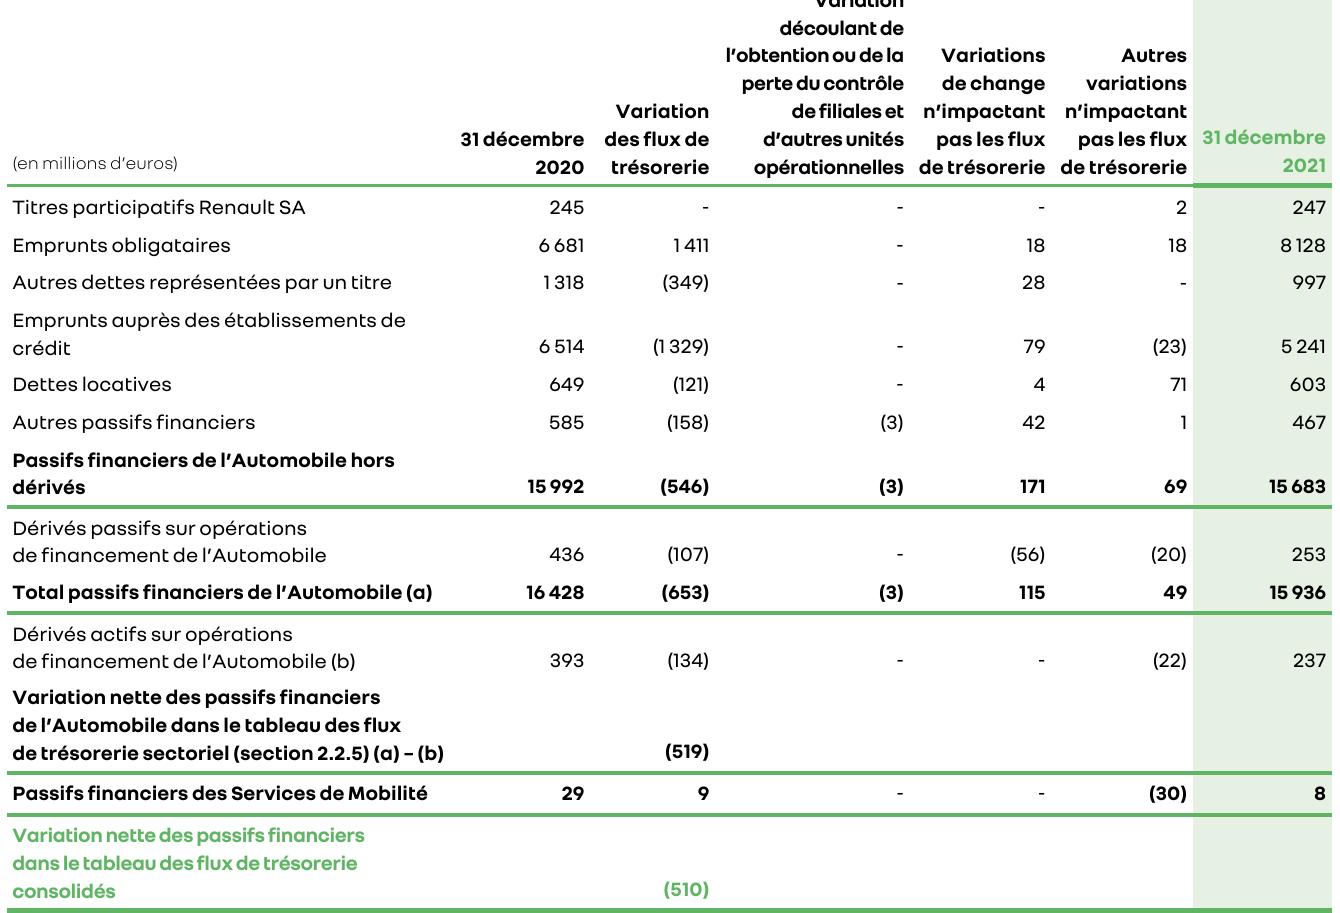 Variation
découlant de
l'obtention ou de la
perte du contrôle
de filiales et
d'autres unités
opérationnelles
Variations
de change
n'impactant
pas les flux
de trésorerie
Autres
variations
n'impactant
pas les flux
de trésorerie
Variation
des flux de
trésorerie
31 décembre
2020
31 décembre
2021
(en millions d'euros)
Titres participatifs Renault SA 245 - - - 2 247
Emprunts obligataires 6 681 1 411 - 18 18 8 128
Autres dettes représentées par un titre 1 318 (349) - 28 - 997
Emprunts auprès des établissements de
crédit 6 514 (1 329) - 79 (23) 5 241
Dettes locatives 649 (121) - 4 71 603
Autres passifs financiers 585 (158) (3) 42 1 467
Passifs financiers de l'Automobile hors
dérivés 15 992 (546) (3) 171 69 15 683
Dérivés passifs sur opérations
de financement de l'Automobile 436 (107) - (56) (20) 253
Total passifs financiers de l'Automobile (a) 16 428 (653) (3) 115 49 15 936
Dérivés actifs sur opérations
de financement de l'Automobile (b) 393 (134) - - (22) 237
Variation nette des passifs financiers
de l'Automobile dans le tableau des flux
de trésorerie sectoriel (section 2.2.5) (a) – (b) (519)
Passifs financiers des Services de Mobilité 29 9 - - (30) 8
Variation nette des passifs financiers
dans le tableau des flux de trésorerie
consolidés (510)